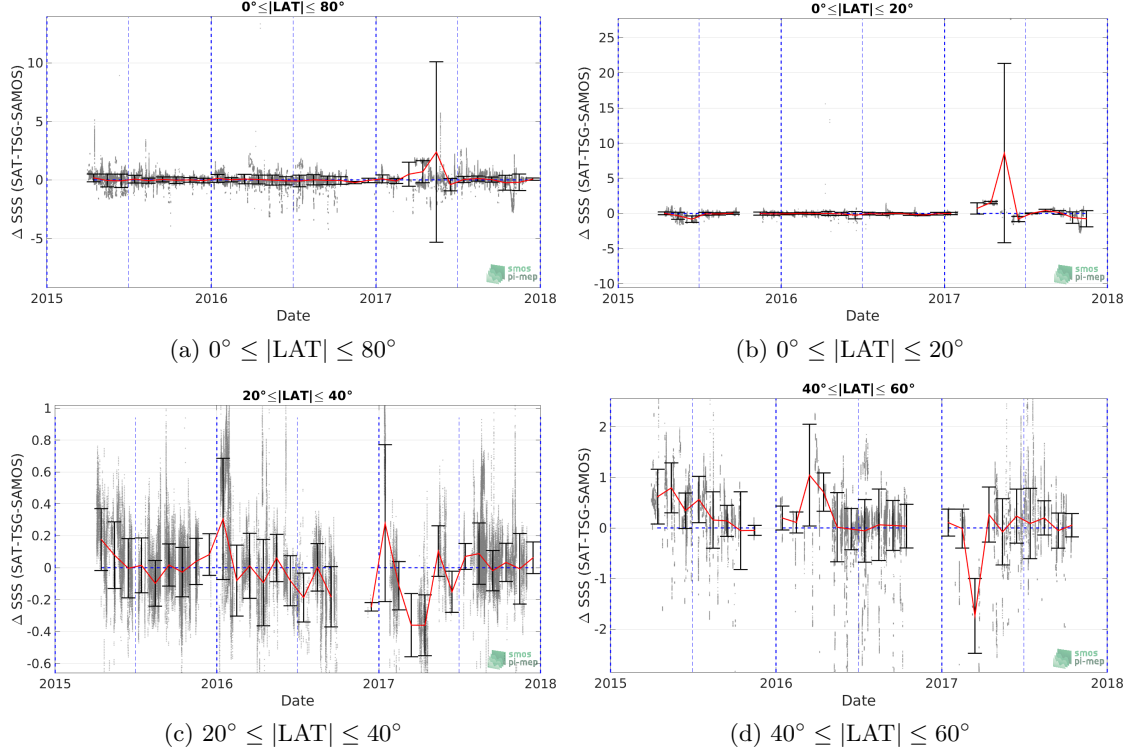 0°≤|LAT|≤ 80°
Δ SSS (SAT-TSG-SAMOS)
10
5
0
-5
2015
2016
2017
2018
Date
smos
pi-mep
(a) 0° ≤ |LAT| ≤ 80°
0°≤|LAT|≤ 20°
Δ SSS (SAT-TSG-SAMOS)
25
20
15
10
5
0
-5
-10
2015
2016
2017
2018
Date
smos
pi-mep
(b) 0° ≤ |LAT| ≤ 20°
20°≤|LAT|≤ 40°
Δ SSS (SAT-TSG-SAMOS)
1
0.8
0.6
0.4
0.2
0
-0.2
-0.4
-0.6
2015
2016
2017
2018
Date
smos
pi-mep
(c) 20° ≤ |LAT| ≤ 40°
40°≤|LAT|≤ 60°
Δ SSS (SAT-TSG-SAMOS)
2
1
0
-1
-2
2015
2016
2017
2018
Date
smos
pi-mep
(d) 40° ≤ |LAT| ≤ 60°